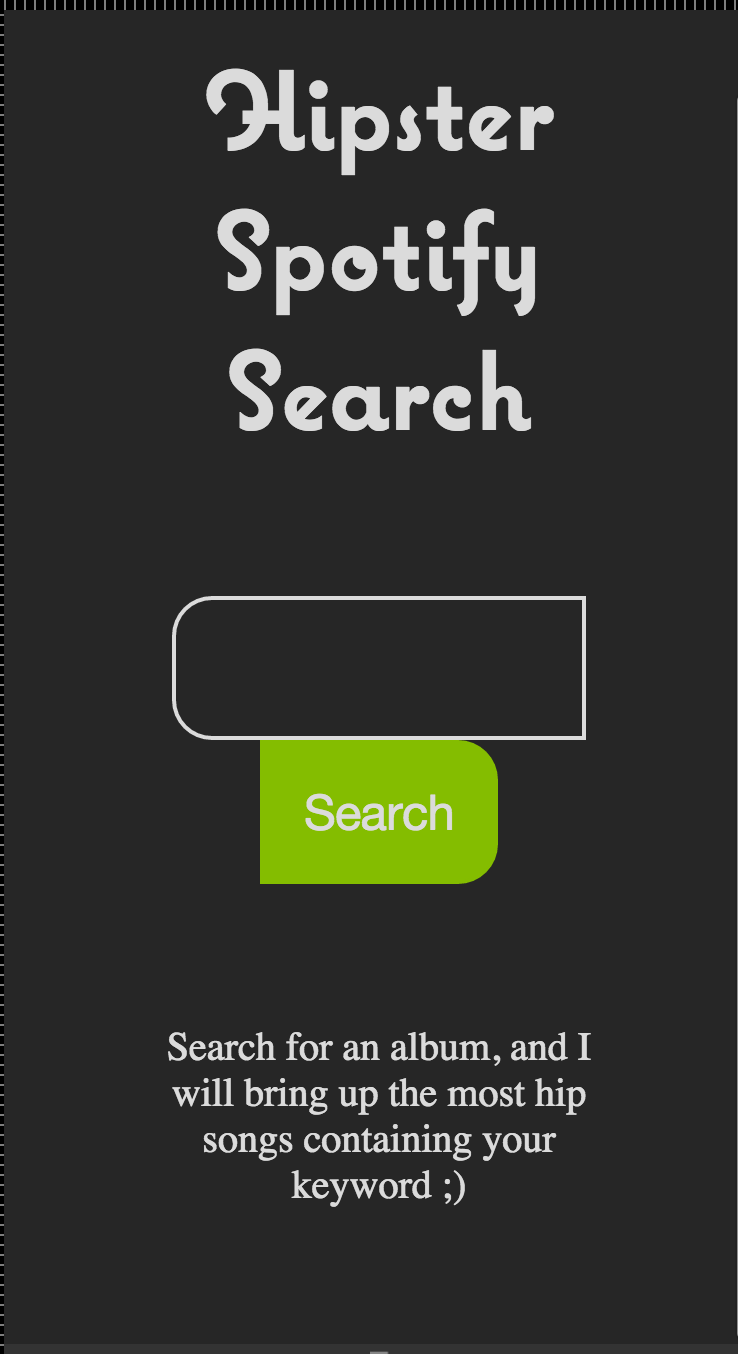 Hipster
Spotify
Search
Search
Search for an album, and I
will bring up the most hip
songs containing your
keyword ;)